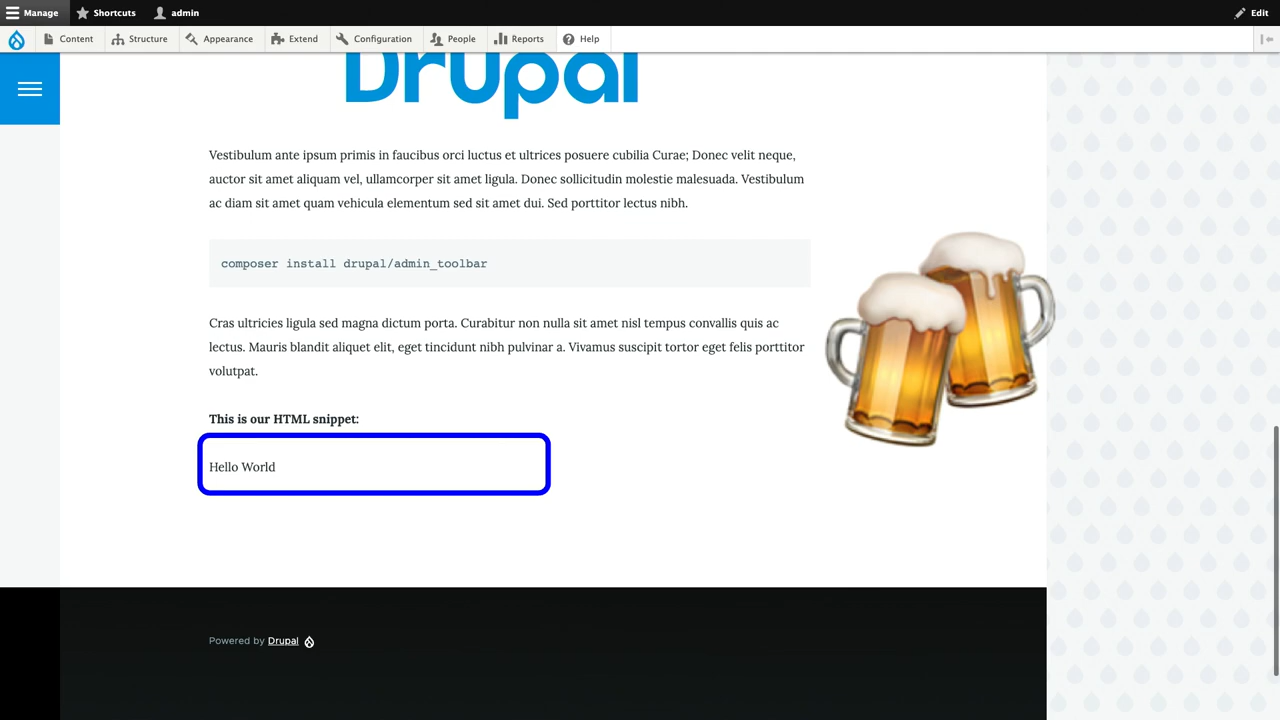 Manage Shortcuts admin Edit
Content Structure Appearance Extend Configuration People Reports Help
Drupal
Vestibulum ante ipsum primis in faucibus orci luctus et ultrices posuere cubilia Curae; Donec velit neque,
auctor sit amet aliquam vel, ullamcorper sit amet ligula. Donec sollicitudin molestie malesuada. Vestibulum
ac diam sit amet quam vehicula elementum sed sit amet dui. Sed porttitor lectus nibh.
composer install drupal/admin_toolbar
Cras ultricies ligula sed magna dictum porta. Curabitur non nulla sit amet nisl tempus convallis quis ac
lectus. Mauris blandit aliquet elit, eget tincidunt nibh pulvinar a. Vivamus suscipit tortor eget felis porttitor
volutpat.
This is our HTML snippet:
Hello World
Powered by Drupal